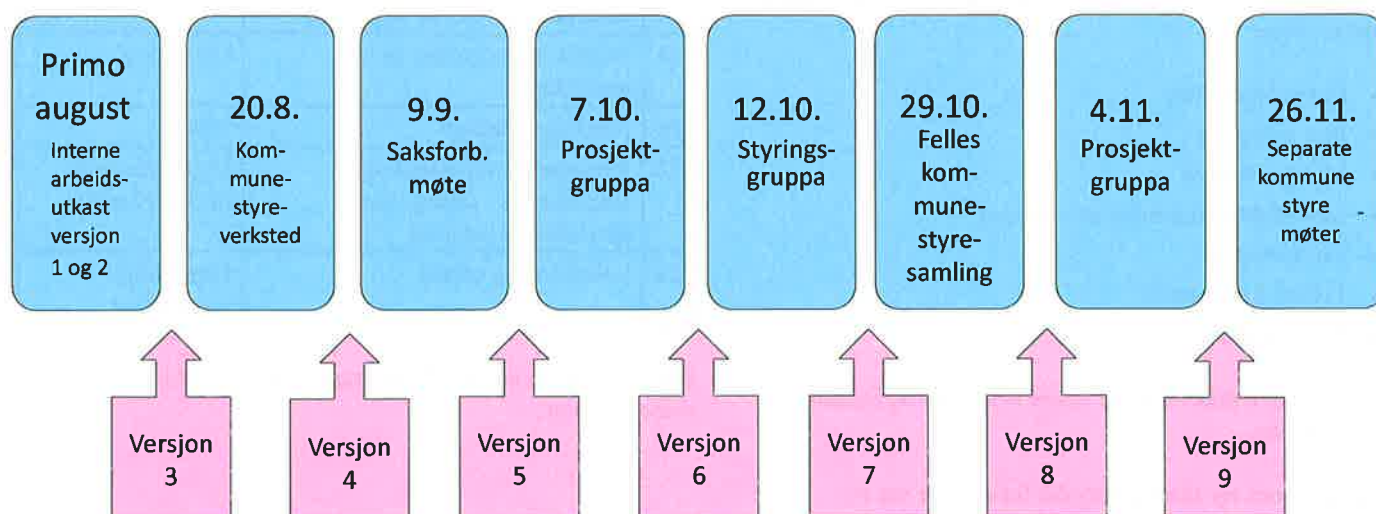 Primo
august
Interne
arbeids-
utkast
versjon
1 og 2
20.8.
Kom-
mune-
styre-
verksted
9.9.
Saksforb.
møte
7.10.
Prosjekt-
gruppa
12.10.
Styrings-
gruppa
29.10.
Felles
kom-
mune-
styre-
samling
4.11.
Prosjekt-
gruppa
26.11.
Separate
kommune
styre
møter
Versjon
3
Versjon
4
Versjon
5
Versjon
6
Versjon
7
Versjon
8
Versjon
9